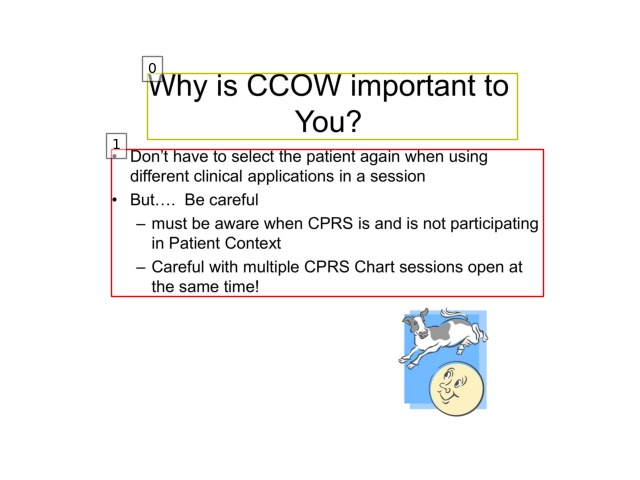 0
Why is CCOW important to
You?
1
• Don’t have to select the patient again when using
different clinical applications in a session
• But…. Be careful
– must be aware when CPRS is and is not participating
in Patient Context
– Careful with multiple CPRS Chart sessions open at
the same time!